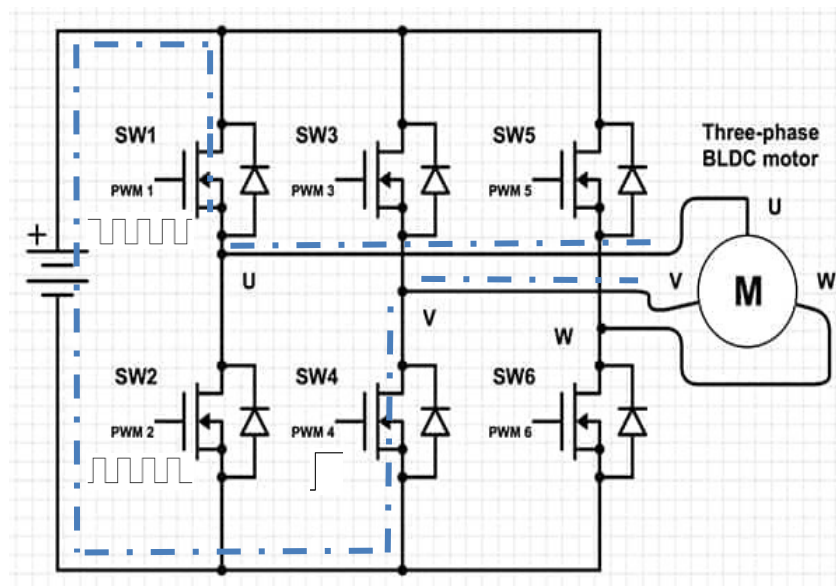 SW1
PWM 1
SW3
PWM 3
SW5
PWM 5
Three-phase
BLDC motor
+
U
U
V
M
W
V
W
SW2
PWM 2
SW4
PWM 4
SW6
PWM 6